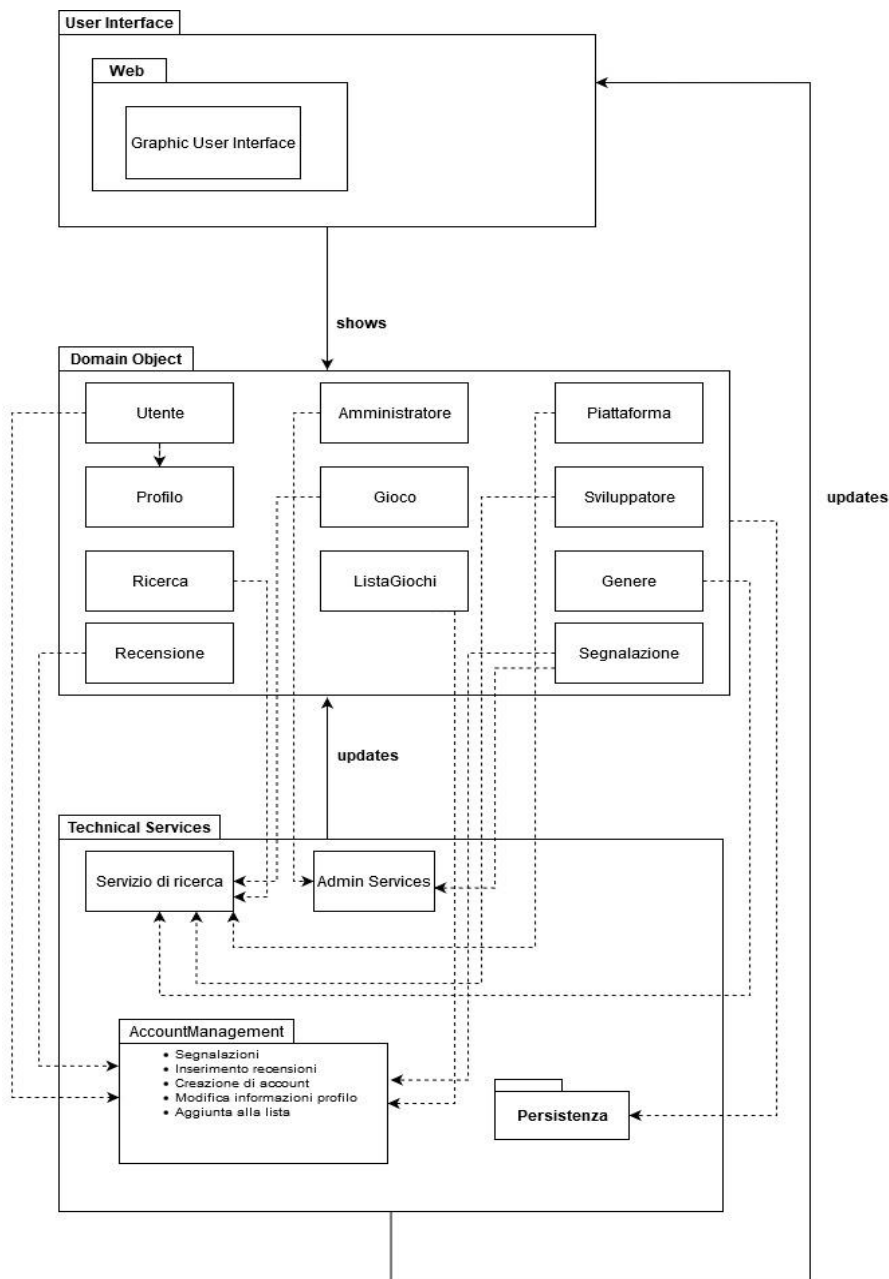 User Interface
Web
Graphic User Interface
shows
Domain Object
Utente
Amministratore
Piattaforma
Profilo
Gioco
Sviluppatore
updates
Ricerca
ListaGiochi
Genere
Recensione
Segnalazione
updates
Technical Services
Servizio di ricerca
Admin Services
AccountManagement
• Segnalazioni
• Inserimento recensioni
• Creazione di account
• Modifica informazioni profilo
• Aggiunta alla lista
Persistenza